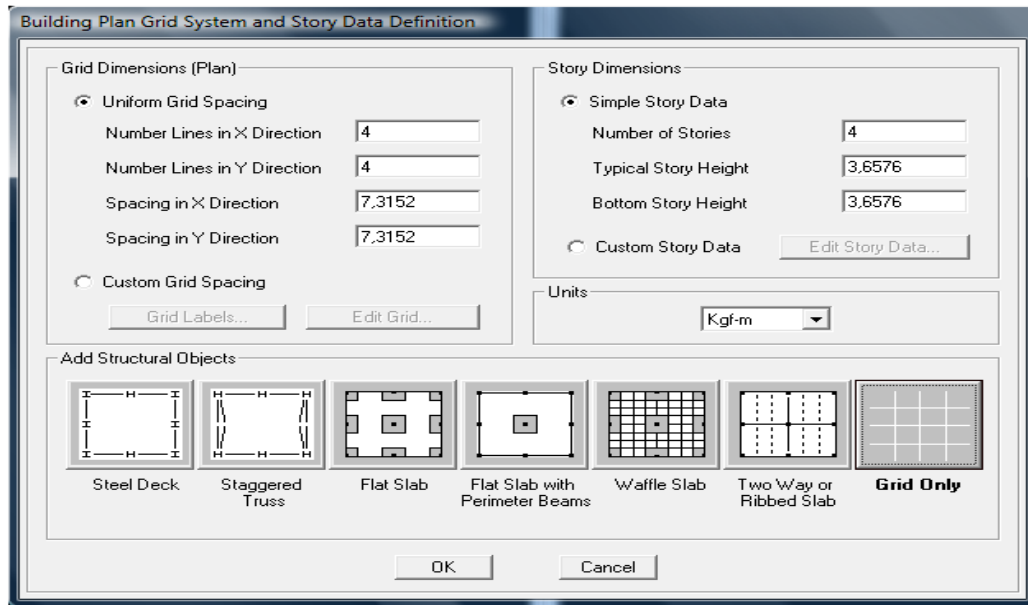 Building Plan Grid System and Story Data Definition
Grid Dimensions (Plan)
Uniform Grid Spacing
Number Lines in X Direction 4
Number Lines in Y Direction 4
Spacing in X Direction 7,3152
Spacing in Y Direction 7,3152
Custom Grid Spacing
Grid Labels... Edit Grid...
Story Dimensions
Simple Story Data
Number of Stories 4
Typical Story Height 3,6576
Bottom Story Height 3,6576
Custom Story Data Edit Story Data...
Units
Kgf-m
Add Structural Objects
Steel Deck
Staggered
Truss
Flat Slab
Flat Slab with
Perimeter Beams
Waffle Slab
Two Way or
Ribbed Slab
Grid Only
OK Cancel